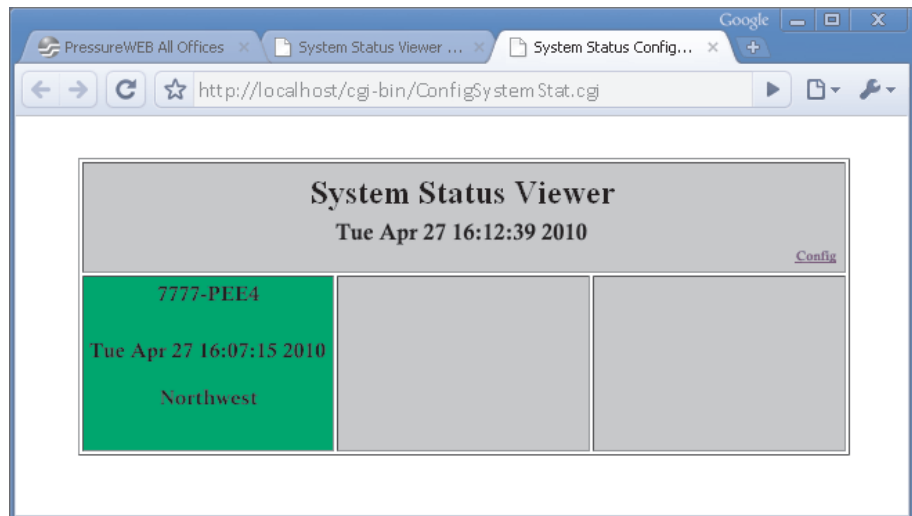 Google
PressureWEB All Offices
System Status Viewer ...
System Status Config...
http://localhost/cgi-bin/ConfigSystemStat.cgi
System Status Viewer
Tue Apr 27 16:12:39 2010
Config
7777-PEE4
Tue Apr 27 16:07:15 2010
Northwest